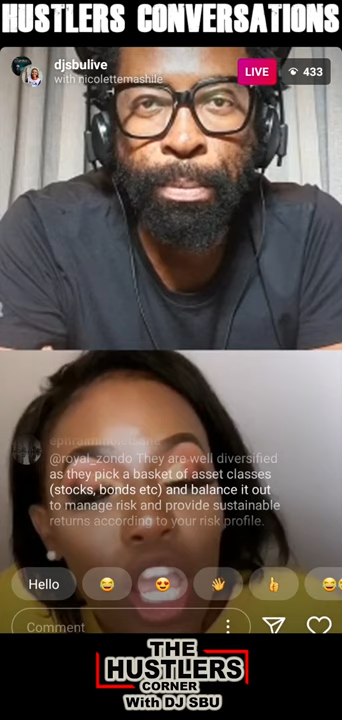 HUSTLERS CONVERSATIONS
djsbulive
with nicolettemashile
LIVE
433
@royal_zondo They are well diversified
as they pick a basket of asset classes
(stocks, bonds etc) and balance it out
to manage risk and provide sustainable
returns according to your risk profile.
Hello
Comment
THE
HUSTLERS
CORNER
With DJ SBU